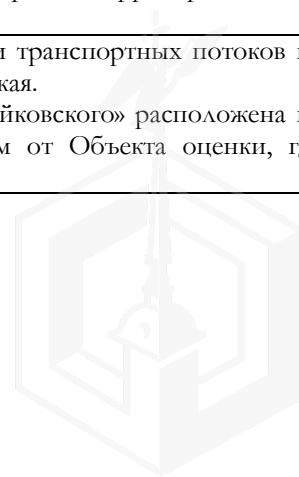 и транспортных потоков
кая.
йковского» расположена
м от Объекта оценки,